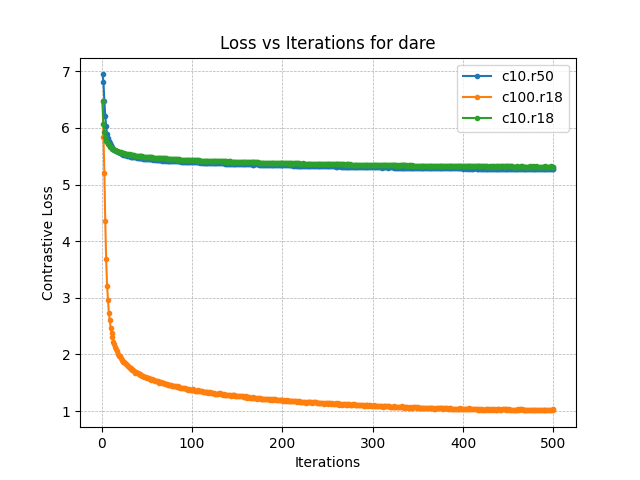 Loss vs Iterations for dare
c10.r50
c100.r18
c10.r18
Contrastive Loss
7
6
5
4
3
2
1
0 100 200 300 400 500
Iterations